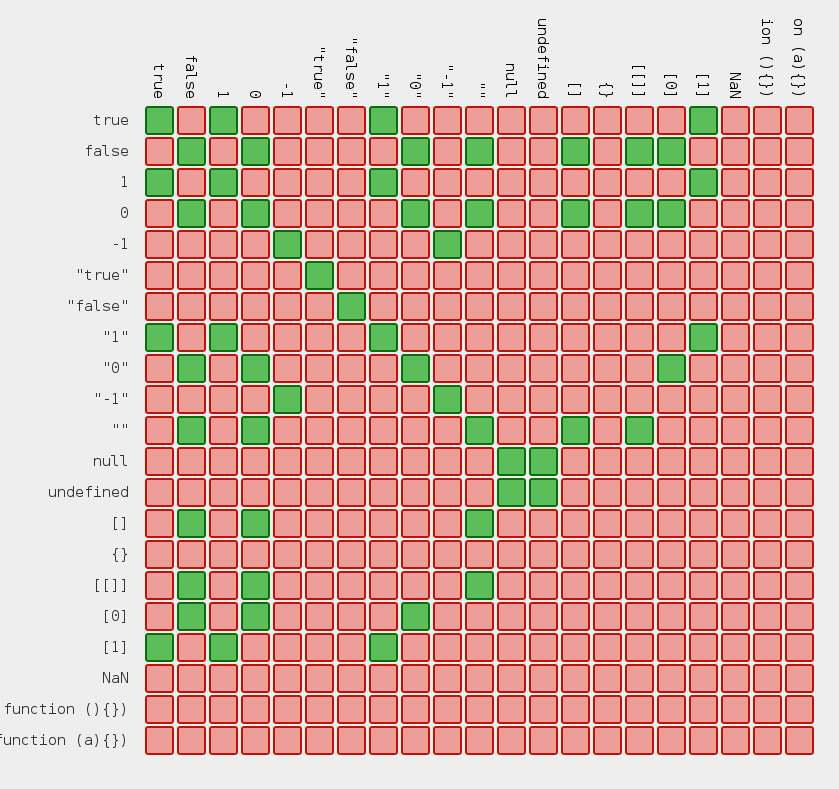 true
false
1
0
-1
"true"
"false"
"1"
"0"
"-1"
""
null
undefined
[]
{}
[[]]
[0]
[1]
NaN
ion (){})
on (a){})
true
false
1
0
-1
"true"
"false"
"1"
"0"
"-1"
""
null
undefined
[]
{}
[[]]
[0]
[1]
NaN
function (){})
function (a){})